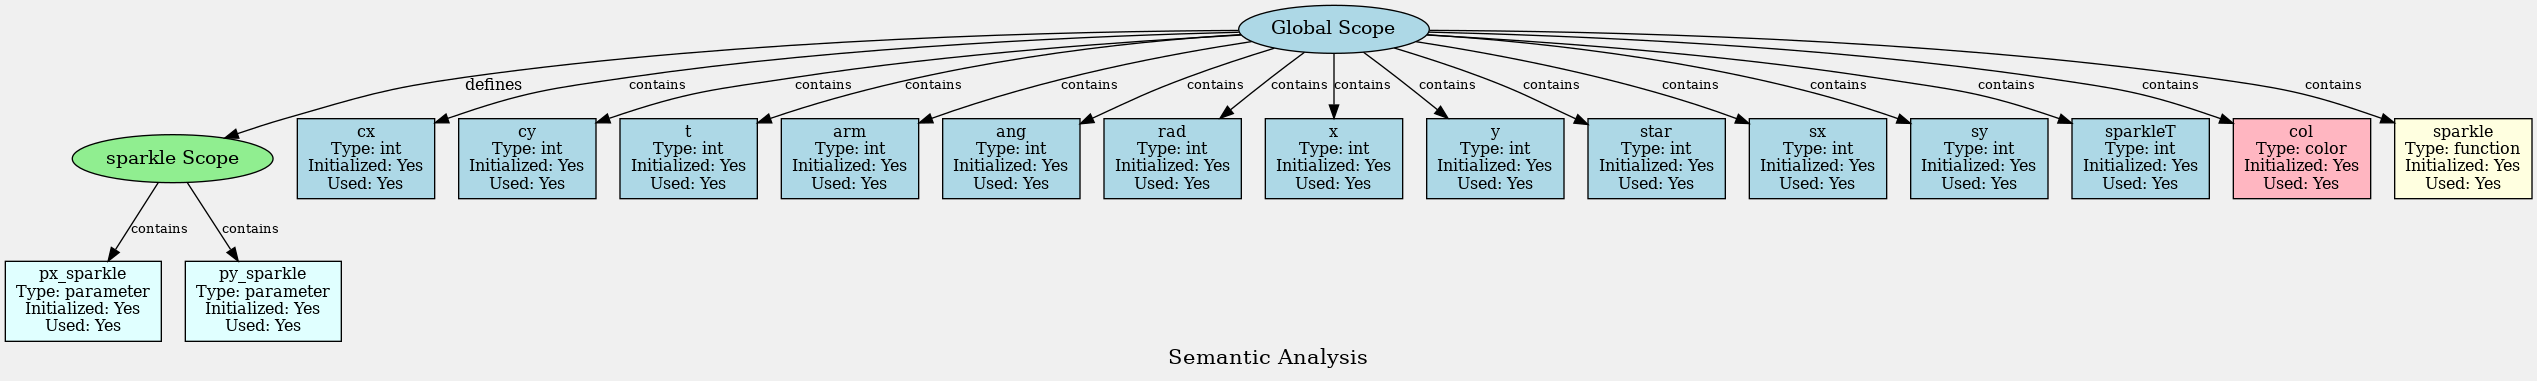 Global Scope
defines
contains
contains
contains
contains
contains
contains
contains
contains
contains
contains
contains
contains
contains
contains
sparkle Scope
cx
Type: int
Initialized: Yes
Used: Yes
cy
Type: int
Initialized: Yes
Used: Yes
t
Type: int
Initialized: Yes
Used: Yes
arm
Type: int
Initialized: Yes
Used: Yes
ang
Type: int
Initialized: Yes
Used: Yes
rad
Type: int
Initialized: Yes
Used: Yes
x
Type: int
Initialized: Yes
Used: Yes
y
Type: int
Initialized: Yes
Used: Yes
star
Type: int
Initialized: Yes
Used: Yes
sx
Type: int
Initialized: Yes
Used: Yes
sy
Type: int
Initialized: Yes
Used: Yes
sparkleT
Type: int
Initialized: Yes
Used: Yes
col
Type: color
Initialized: Yes
Used: Yes
sparkle
Type: function
Initialized: Yes
Used: Yes
contains
contains
px_sparkle
Type: parameter
Initialized: Yes
Used: Yes
py_sparkle
Type: parameter
Initialized: Yes
Used: Yes
Semantic Analysis